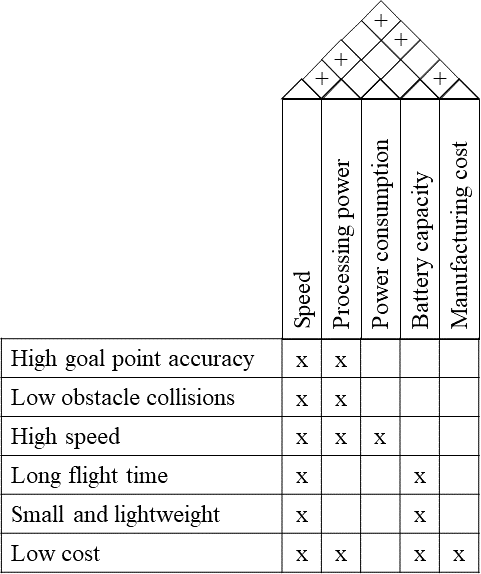 +
+
+
+ +
Speed
Processing power
Power consumption
Battery capacity
Manufacturing cost
High goal point accuracy x x
Low obstacle collisions x x
High speed x x x
Long flight time x x
Small and lightweight x x
Low cost x x x x